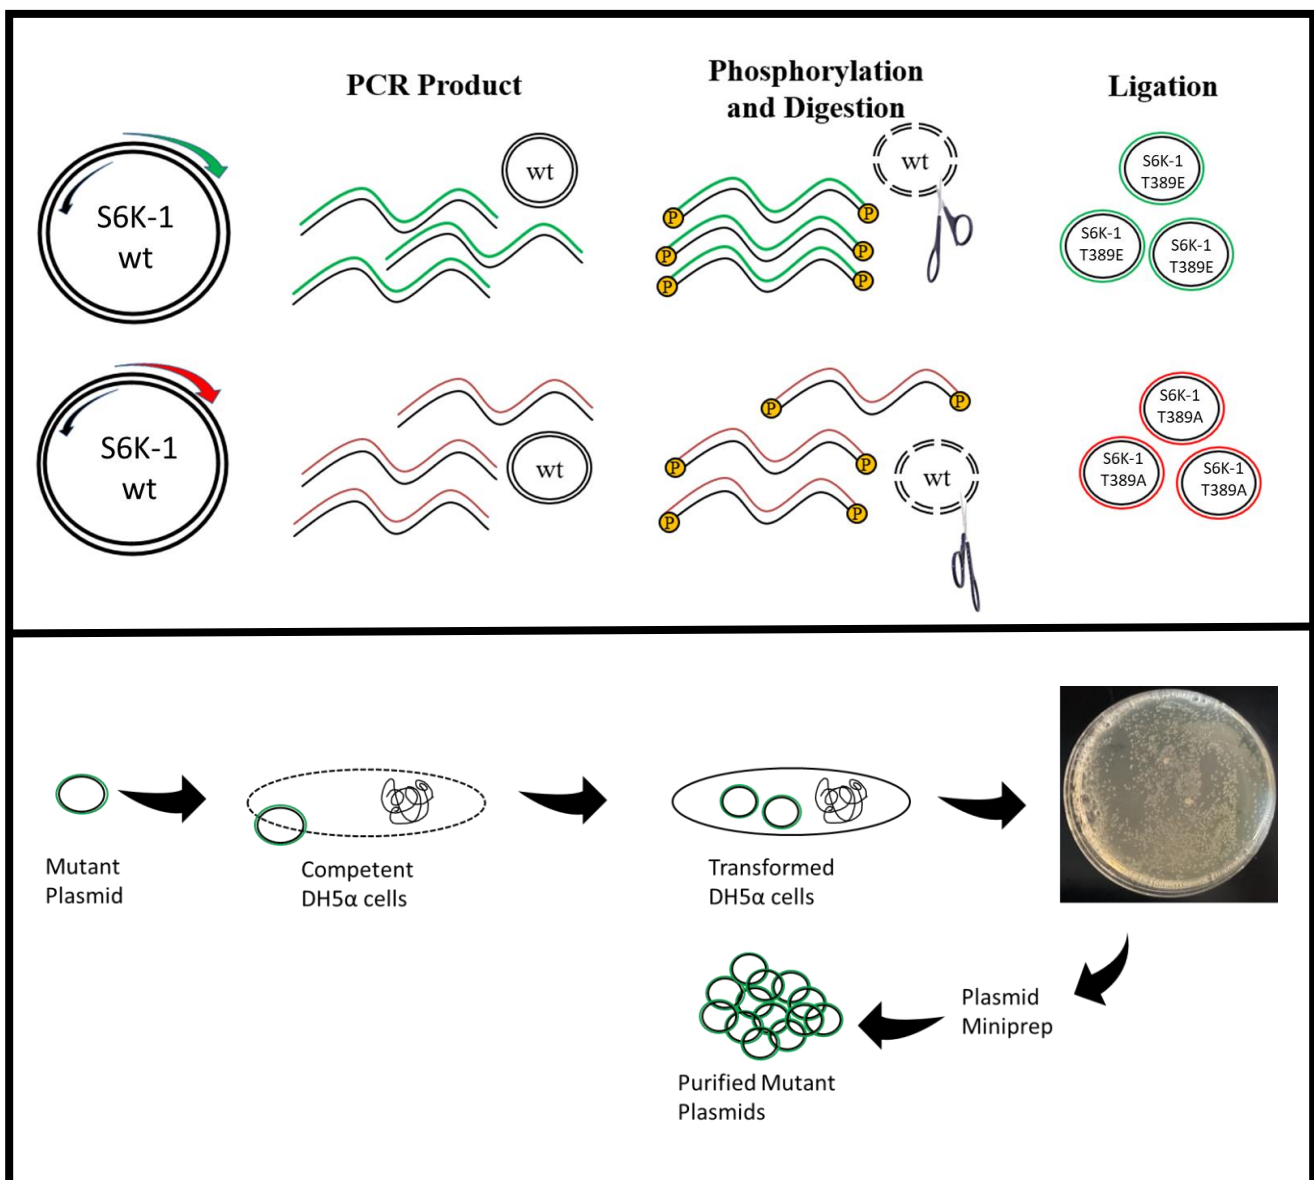 PCR Product
Phosphorylation
and Digestion
Ligation
S6K-1
wt
wt
P
P
P
P
P
P
wt
S6K-1
T389E
S6K-1
T389E
S6K-1
T389E
S6K-1
wt
wt
P
P
P
P
P
P
wt
S6K-1
T389A
S6K-1
T389A
S6K-1
T389A
Mutant
Plasmid
Competent
DH5α cells
Transformed
DH5α cells
Plasmid
Miniprep
Purified Mutant
Plasmids